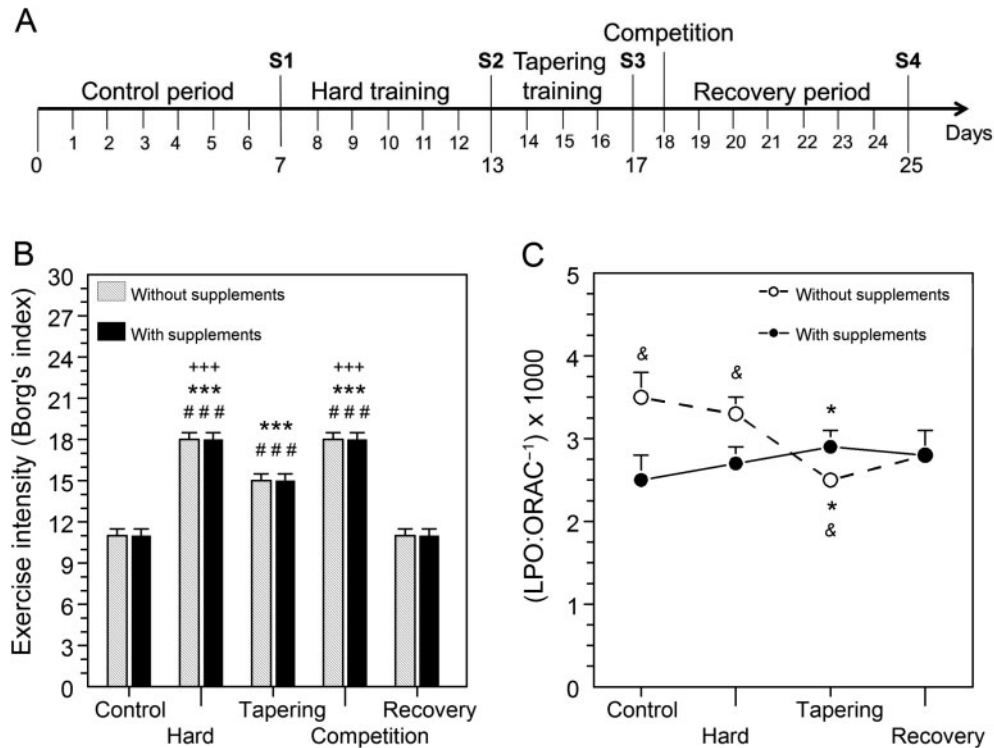 A
Competition
S1
S2
Tapering
training
S3
S4
Control period
Hard training
Recovery period
1 2 3 4 5 6 8 9 10 11 12 14 15 16 18 19 20 21 22 23 24
Days
0 7 13 17 25
B
Exercise intensity (Borg's index)
30
27
24
21
18
15
12
9
6
3
0
Without supplements
With supplements
+++
***
###
***
###
+++
***
###
Control
Hard
Tapering
Competition
Recovery
C
(LPO:ORAC⁻¹) x 1000
5
4
3
2
1
0
Without supplements
With supplements
&
&
*
*
&
Control
Hard
Tapering
Recovery